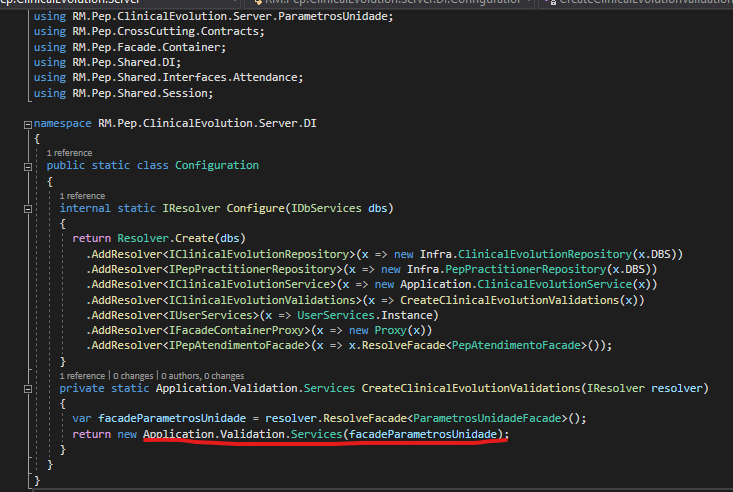 ep.ClinicalEvolution.Server
RM.Pep.ClinicalEvolution.Server.DI.Configuration
CreateClinicalEvolutionValidation
using RM.Pep.ClinicalEvolution.Server.ParametrosUnidade;
using RM.Pep.CrossCutting.Contracts;
using RM.Pep.Facade.Container;
using RM.Pep.Shared.DI;
using RM.Pep.Shared.Interfaces.Attendance;
using RM.Pep.Shared.Session;
namespace RM.Pep.ClinicalEvolution.Server.DI
{
1 reference
public static class Configuration
{
1 reference
internal static IResolver Configure(IDbServices dbs)
{
return Resolver.Create(dbs)
.AddResolver<IClinicalEvolutionRepository>(x => new Infra.ClinicalEvolutionRepository(x.DBS))
.AddResolver<IPepPractitionerRepository>(x => new Infra.PepPractitionerRepository(x.DBS))
.AddResolver<IClinicalEvolutionService>(x => new Application.ClinicalEvolutionService(x))
.AddResolver<IClinicalEvolutionValidations>(x => CreateClinicalEvolutionValidations(x))
.AddResolver<IUserServices>(x => UserServices.Instance)
.AddResolver<IFacadeContainerProxy>(x => new Proxy(x))
.AddResolver<IPepAtendimentoFacade>(x => x.ResolveFacade<PepAtendimentoFacade>());
}
1 reference | 0 changes | 0 authors, 0 changes
private static Application.Validation.Services CreateClinicalEvolutionValidations(IResolver resolver)
{
var facadeParametrosUnidade = resolver.ResolveFacade<ParametrosUnidadeFacade>();
return new Application.Validation.Services(facadeParametrosUnidade);
}
}
}